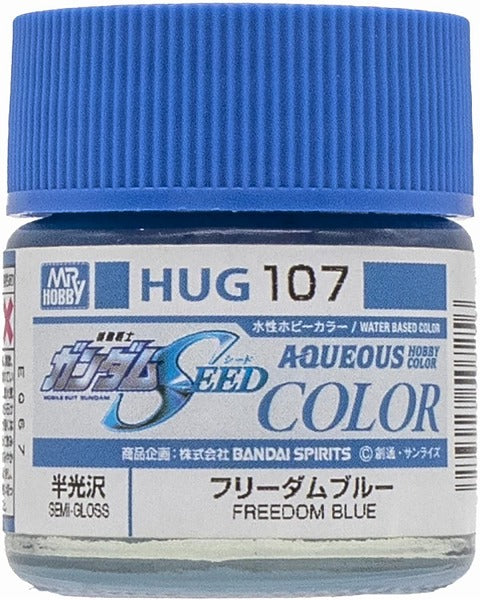 MR HOBBY
HUG 107
水性ホビーカラー / WATER BASED COLOR
機動戦士
ガンダム SEED シード
MOBILE SUIT GUNDAM
AQUEOUS HOBBY COLOR
COLOR
商品企画:株式会社 BANDAI SPIRITS ©創通・サンライズ
半光沢
SEMI-GLOSS
フリーダムブルー
FREEDOM BLUE
E067